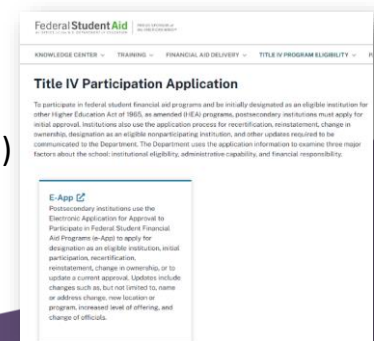 Federal Student Aid
KNOWLEDGE CENTER TRAINING FINANCIAL AID DELIVERY TITLE IV PROGRAM ELIGIBILITY
Title IV Participation Application
To participate in federal student financial aid programs and be initially designated as an eligible institution for
other Higher Education Act of 1965, as amended (HEA) programs, postsecondary institutions must apply for
initial approval. Institutions also use the application process for recertification, reinstatement, change in
ownership, designation as an eligible nonparticipating institution, and other updates required to be
communicated to the Department. The Department uses the application information to examine three major
factors about the school: institutional eligibility, administrative capability, and financial responsibility.
)
E-App
Postsecondary institutions use the
Electronic Application for Approval to
Participate in Federal Student Financial
Aid Programs (e-App) to apply for
designation as an eligible institution, initial
participation, recertification,
reinstatement, change in ownership, or to
update a current approval. Updates include
changes such as, but not limited to, name
or address change, new location or
program, increased level of offering, and
change of officials.